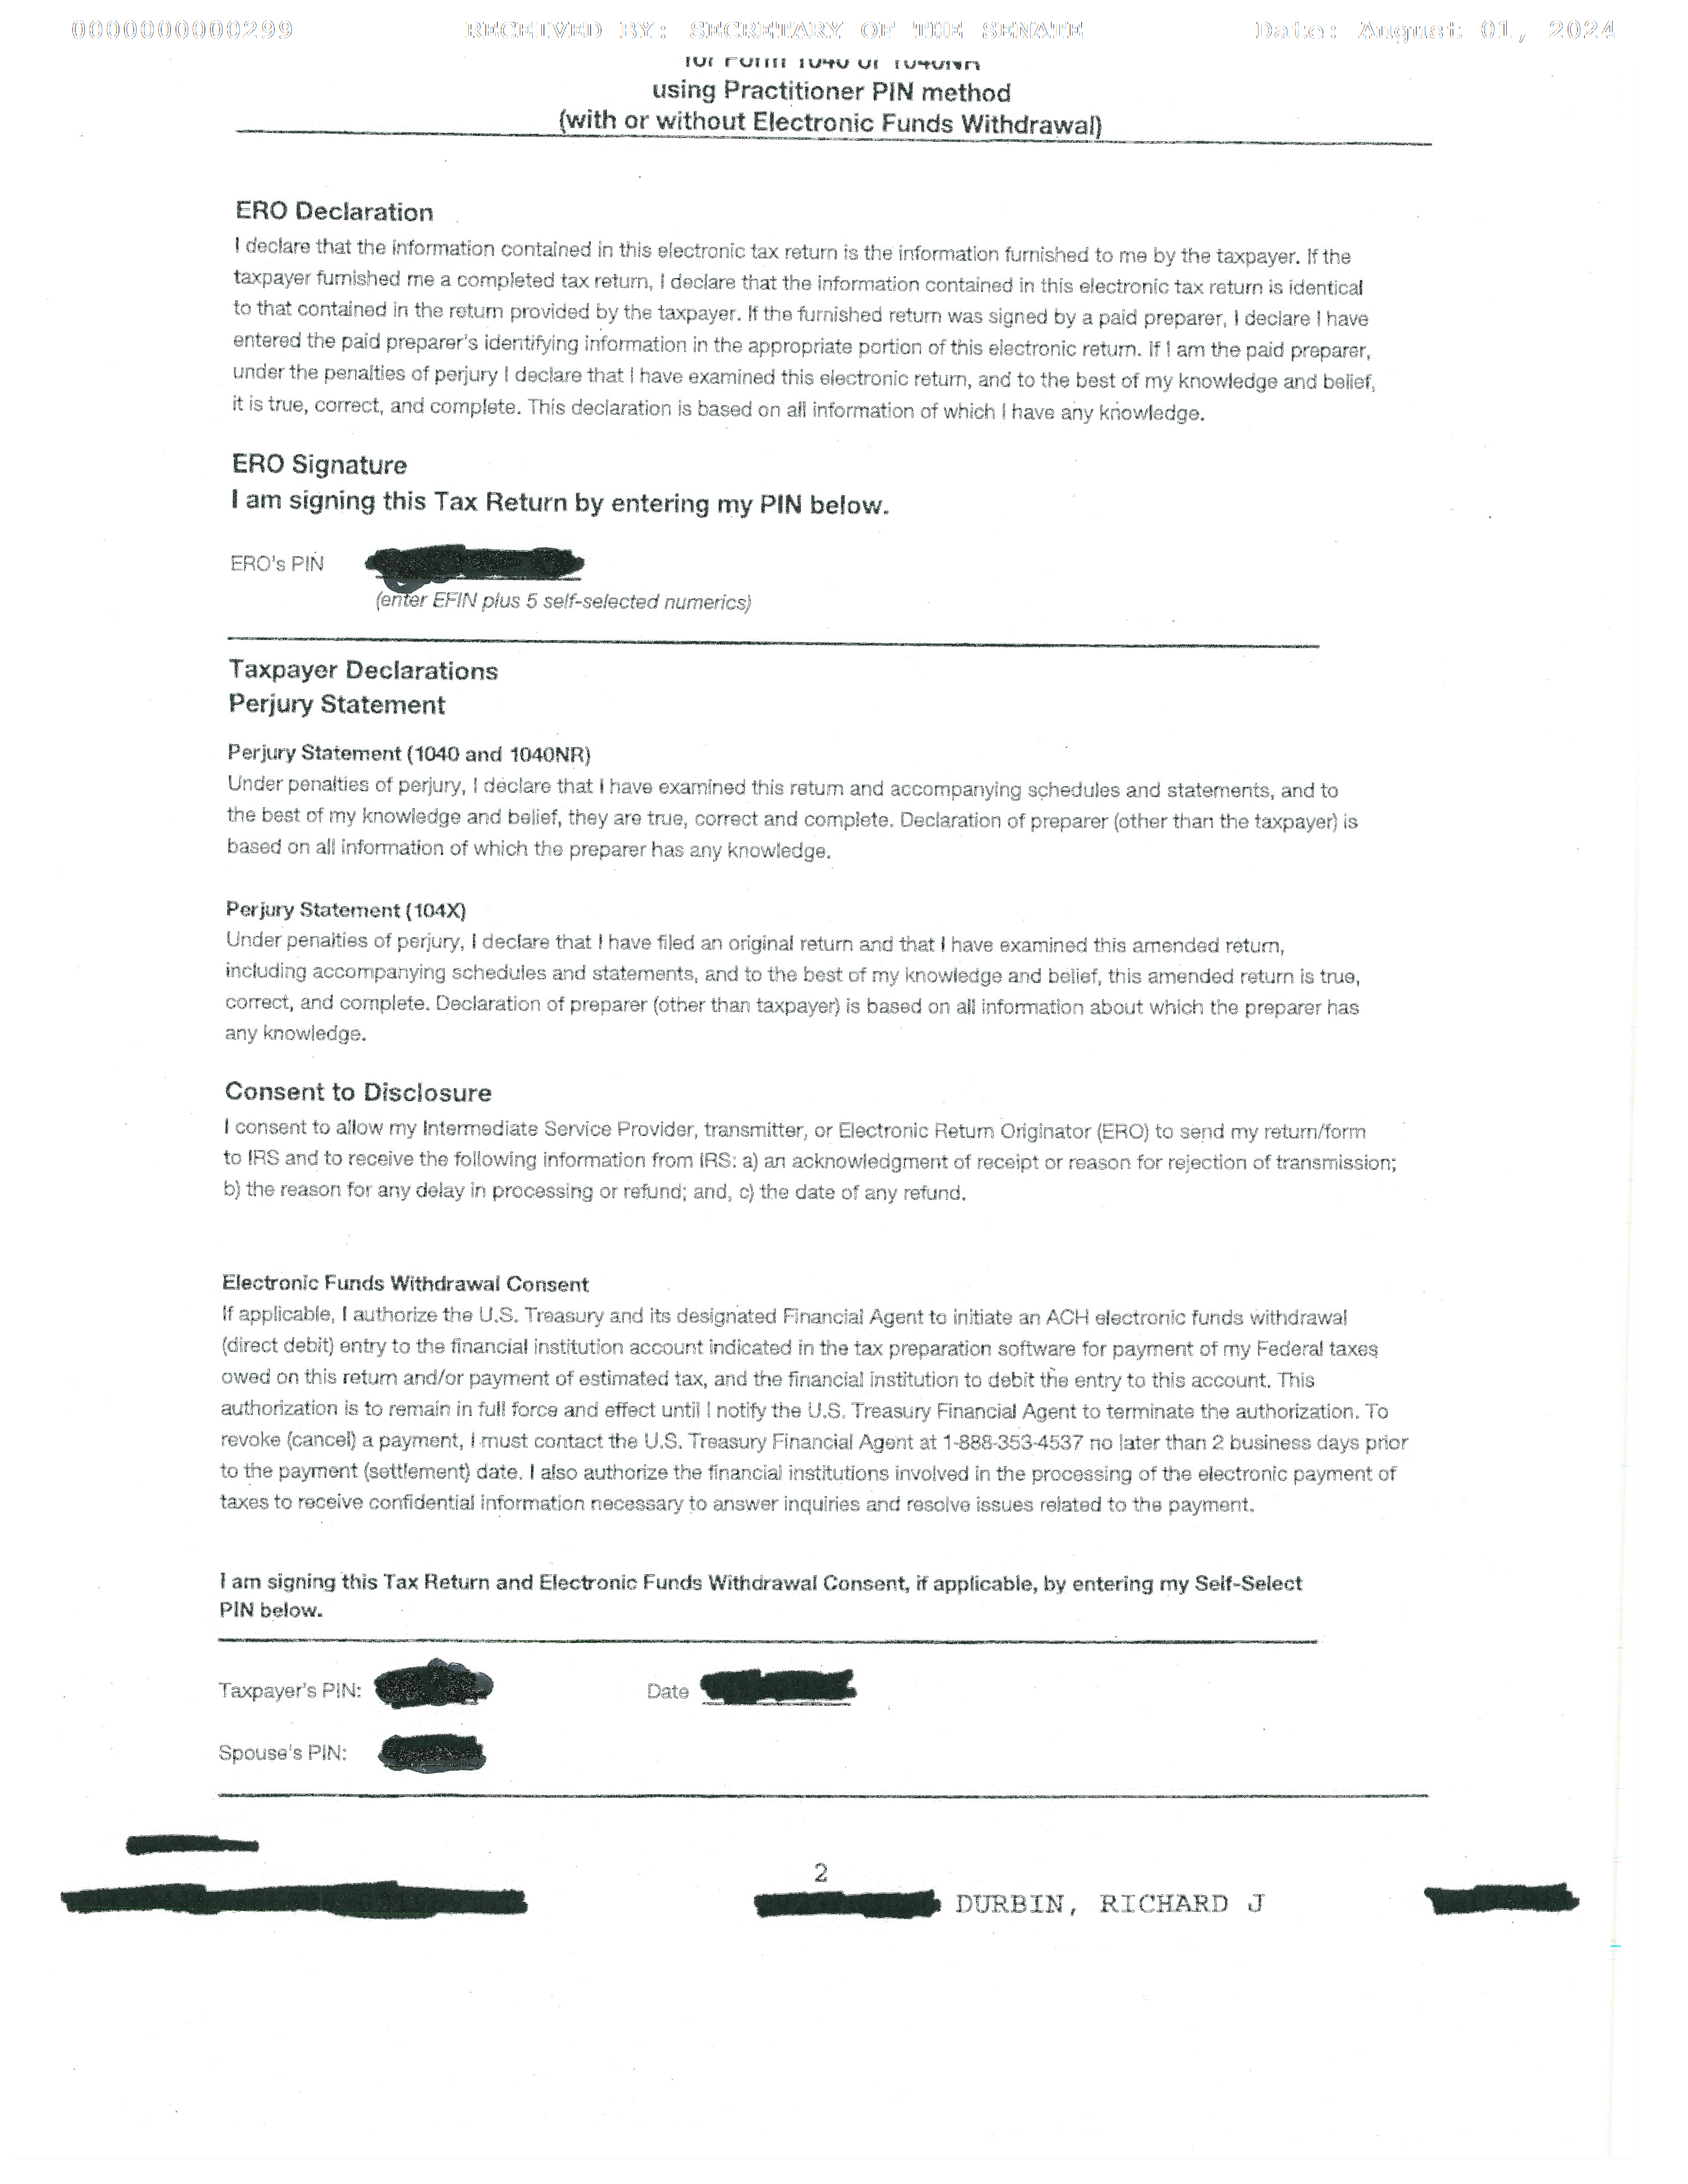 0000000000299 RECEIVED BY: SECRETARY OF THE SENATE Date: August 01, 2024
for Form 1040 or 1040NR
using Practitioner PIN method
(with or without Electronic Funds Withdrawal)
ERO Declaration
I declare that the information contained in this electronic tax return is the information furnished to me by the taxpayer. If the
taxpayer furnished me a completed tax return, I declare that the information contained in this electronic tax return is identical
to that contained in the return provided by the taxpayer. If the furnished return was signed by a paid preparer, I declare I have
entered the paid preparer's identifying information in the appropriate portion of this electronic return. If I am the paid preparer,
under the penalties of perjury I declare that I have examined this electronic return, and to the best of my knowledge and belief,
it is true, correct, and complete. This declaration is based on all information of which I have any knowledge.
ERO Signature
I am signing this Tax Return by entering my PIN below.
ERO's PIN
(enter EFIN plus 5 self-selected numerics)
Taxpayer Declarations
Perjury Statement
Perjury Statement (1040 and 1040NR)
Under penalties of perjury, I declare that I have examined this return and accompanying schedules and statements, and to
the best of my knowledge and belief, they are true, correct and complete. Declaration of preparer (other than the taxpayer) is
based on all information of which the preparer has any knowledge.
Perjury Statement (104X)
Under penalties of perjury, I declare that I have filed an original return and that I have examined this amended return,
including accompanying schedules and statements, and to the best of my knowledge and belief, this amended return is true,
correct, and complete. Declaration of preparer (other than taxpayer) is based on all information about which the preparer has
any knowledge.
Consent to Disclosure
I consent to allow my Intermediate Service Provider, transmitter, or Electronic Return Originator (ERO) to send my return/form
to IRS and to receive the following information from IRS: a) an acknowledgment of receipt or reason for rejection of transmission;
b) the reason for any delay in processing or refund; and, c) the date of any refund.
Electronic Funds Withdrawal Consent
If applicable, I authorize the U.S. Treasury and its designated Financial Agent to initiate an ACH electronic funds withdrawal
(direct debit) entry to the financial institution account indicated in the tax preparation software for payment of my Federal taxes
owed on this return and/or payment of estimated tax, and the financial institution to debit the entry to this account. This
authorization is to remain in full force and effect until I notify the U.S. Treasury Financial Agent to terminate the authorization. To
revoke (cancel) a payment, I must contact the U.S. Treasury Financial Agent at 1-888-353-4537 no later than 2 business days prior
to the payment (settlement) date. I also authorize the financial institutions involved in the processing of the electronic payment of
taxes to receive confidential information necessary to answer inquiries and resolve issues related to the payment.
I am signing this Tax Return and Electronic Funds Withdrawal Consent, if applicable, by entering my Self-Select
PIN below.
Taxpayer's PIN: Date
Spouse's PIN:
2
DURBIN, RICHARD J